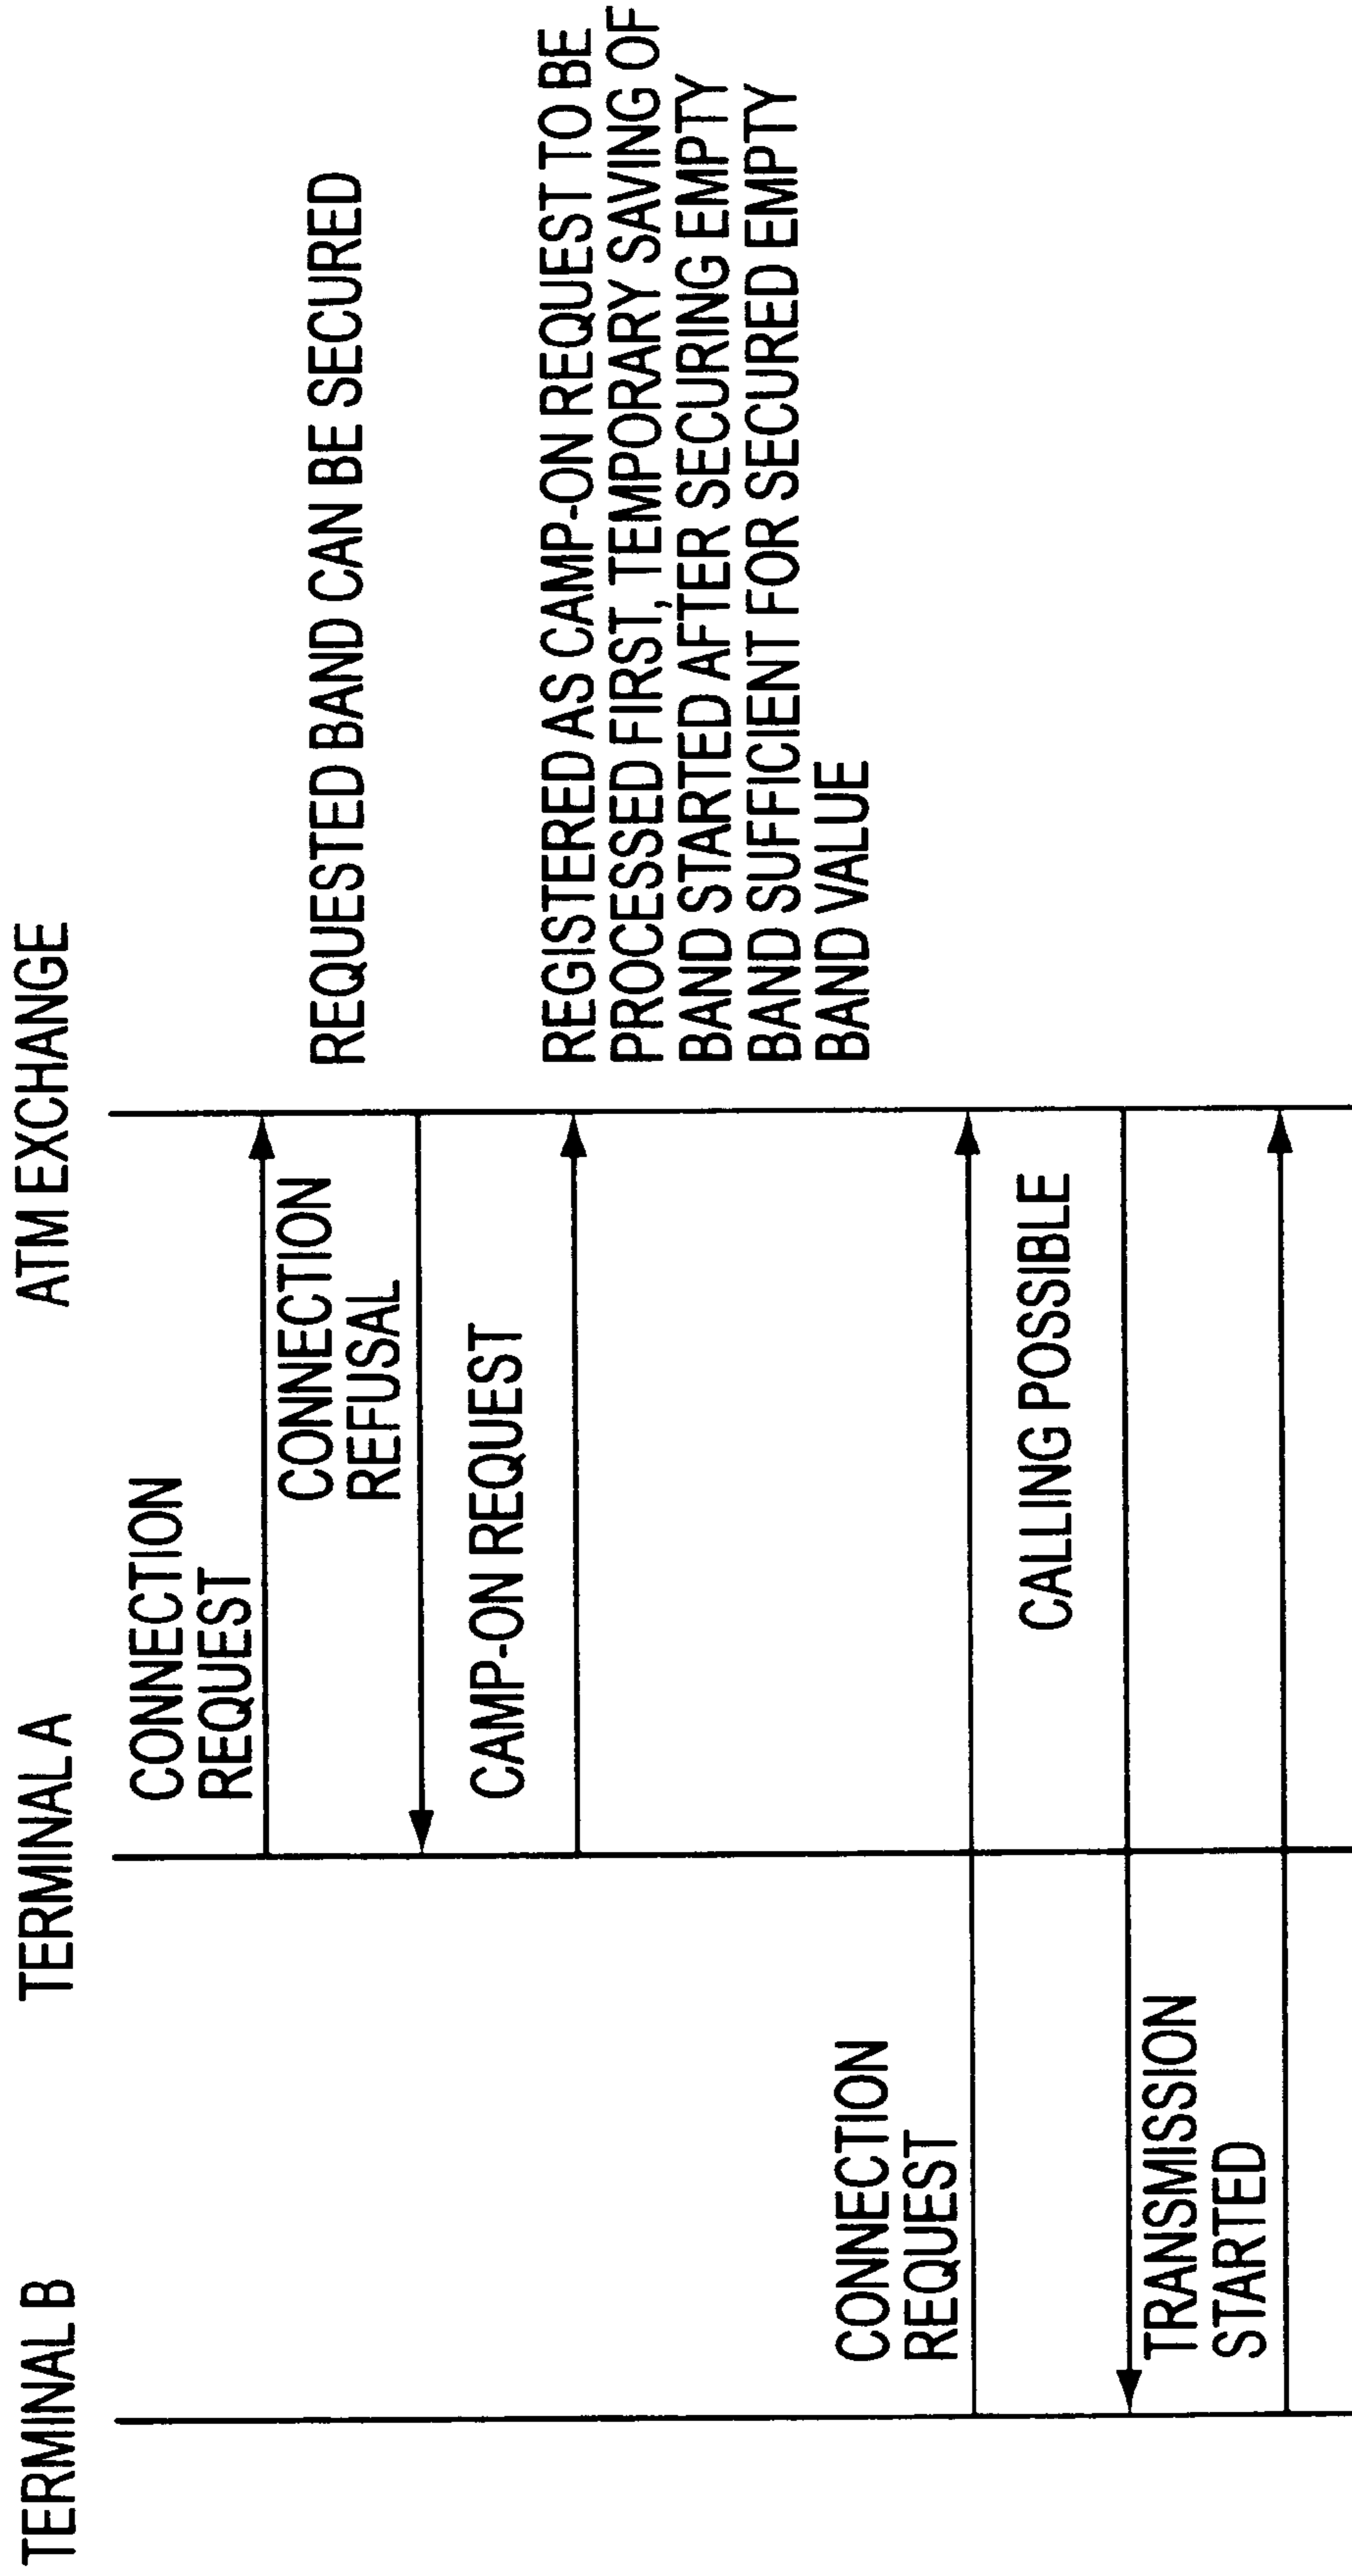 TERMINAL B
TERMINAL A
ATM EXCHANGE
CONNECTION
REQUEST
CONNECTION
REFUSAL
REQUESTED BAND CAN BE SECURED
CAMP-ON REQUEST
REGISTERED AS CAMP-ON REQUEST TO BE
PROCESSED FIRST, TEMPORARY SAVING OF
BAND STARTED AFTER SECURING EMPTY
BAND SUFFICIENT FOR SECURED EMPTY
BAND VALUE
CONNECTION
REQUEST
CALLING POSSIBLE
TRANSMISSION
STARTED